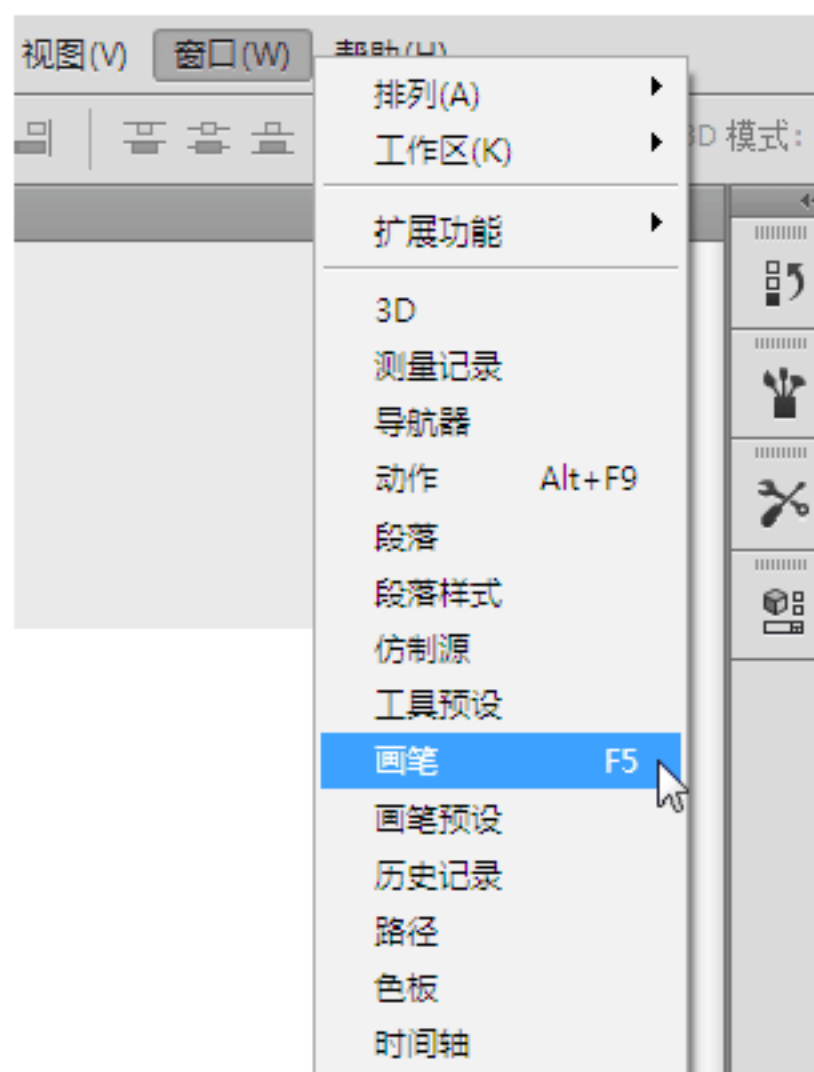 视图(V) 窗口(W) 帮助(H)
排列(A)
工作区(K)
3D 模式:
扩展功能
3D
测量记录
导航器
动作 Alt+F9
段落
段落样式
仿制源
工具预设
画笔 F5
画笔预设
历史记录
路径
色板
时间轴